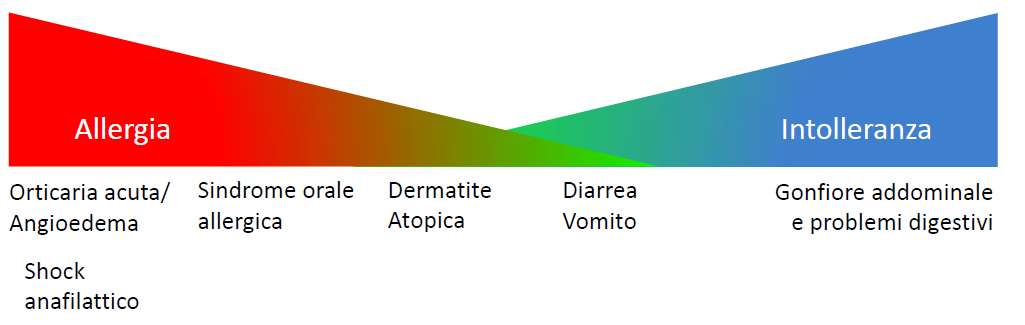 Allergia
Intolleranza
Orticaria acuta/
Angioedema
Shock
anafilattico
Sindrome orale
allergica
Dermatite
Atopica
Diarrea
Vomito
Gonfiore addominale
e problemi digestivi